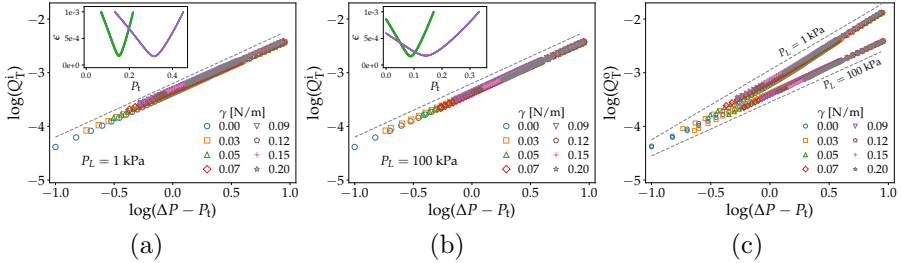 −2
−3
−4
−5
log(Q_T^i)
1e-3
5e-4
0e+0
ϵ
0.0
0.2
0.4
P_t
γ [N/m]
0.00
0.09
0.03
0.12
0.05
0.15
0.07
0.20
P_L = 1 kPa
−1.0
−0.5
0.0
0.5
1.0
log(ΔP − P_t)
(a)
−2
−3
−4
−5
log(Q_T^i)
1e-3
5e-4
0e+0
ϵ
0.0
0.2
P_t
γ [N/m]
0.00
0.09
0.03
0.12
0.05
0.15
0.07
0.20
P_L = 100 kPa
−1.0
−0.5
0.0
0.5
1.0
log(ΔP − P_t)
(b)
−2
−3
−4
−5
log(Q_T^o)
P_L = 1 kPa
P_L = 100 kPa
γ [N/m]
0.00
0.09
0.03
0.12
0.05
0.15
0.07
0.20
−1.0
−0.5
0.0
0.5
1.0
log(ΔP − P_t)
(c)